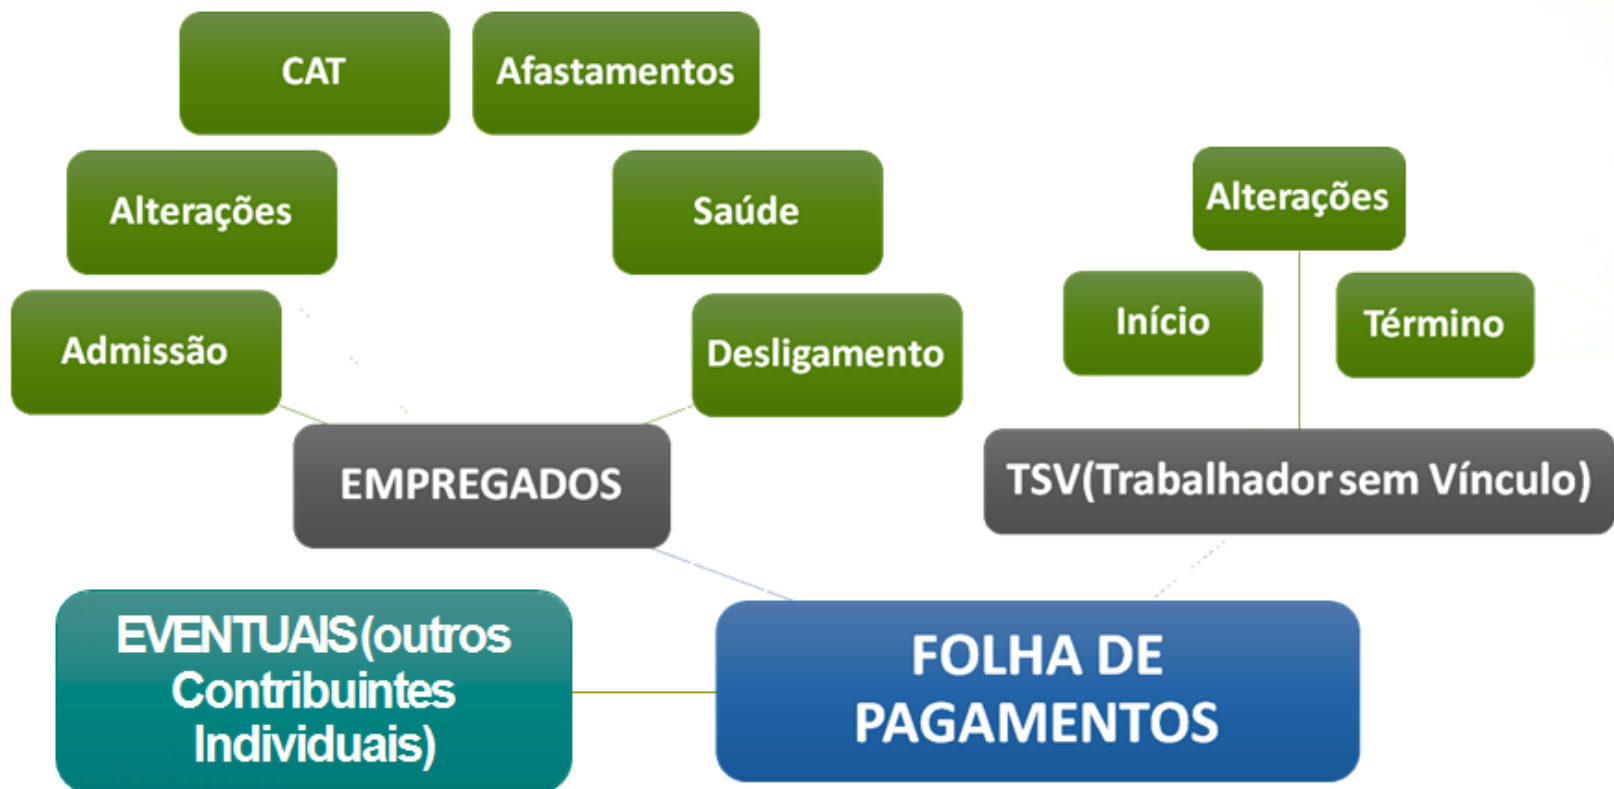 CAT
Afastamentos
Alterações
Saúde
Alterações
Admissão
Desligamento
Início
Término
EMPREGADOS
TSV(Trabalhador sem Vínculo)
EVENTUAIS(outros
Contribuintes
Individuais)
FOLHA DE
PAGAMENTOS